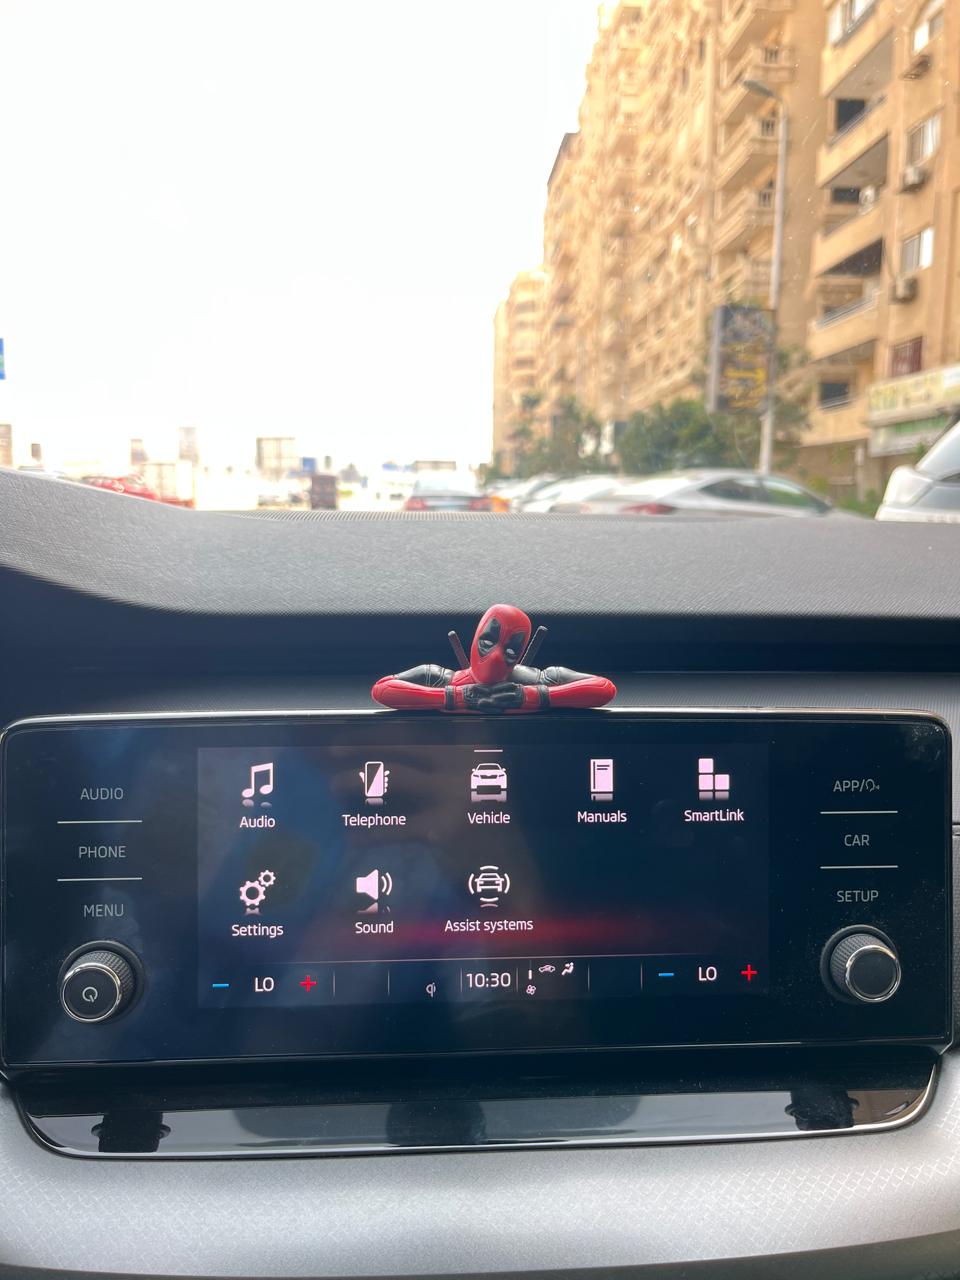 AUDIO
PHONE
MENU
Audio
Telephone
Vehicle
Manuals
SmartLink
Settings
Sound
Assist systems
LO
10:30
LO
APP/
CAR
SETUP